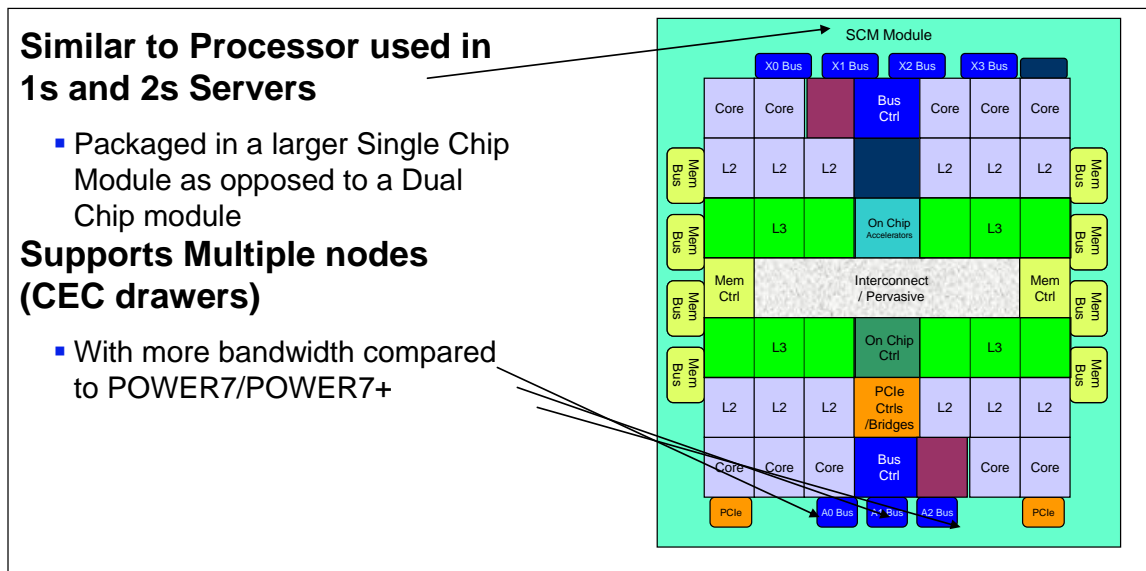 Similar to Processor used in
1s and 2s Servers
▪ Packaged in a larger Single Chip
Module as opposed to a Dual
Chip module
Supports Multiple nodes
(CEC drawers)
▪ With more bandwidth compared
to POWER7/POWER7+
SCM Module
X0 Bus X1 Bus X2 Bus X3 Bus
Core Core Bus Ctrl Core Core Core
L2 L2 L2 L2 L2 L2
Mem Bus Mem Bus
L3 On Chip Accelerators L3
Mem Bus Mem Bus
Mem Ctrl Interconnect / Pervasive Mem Ctrl
Mem Bus Mem Bus
L3 On Chip Ctrl L3
Mem Bus Mem Bus
L2 L2 L2 PCIe Ctrls /Bridges L2 L2 L2
Core Core Core Bus Ctrl Core Core
PCIe A0 Bus A1 Bus A2 Bus PCIe